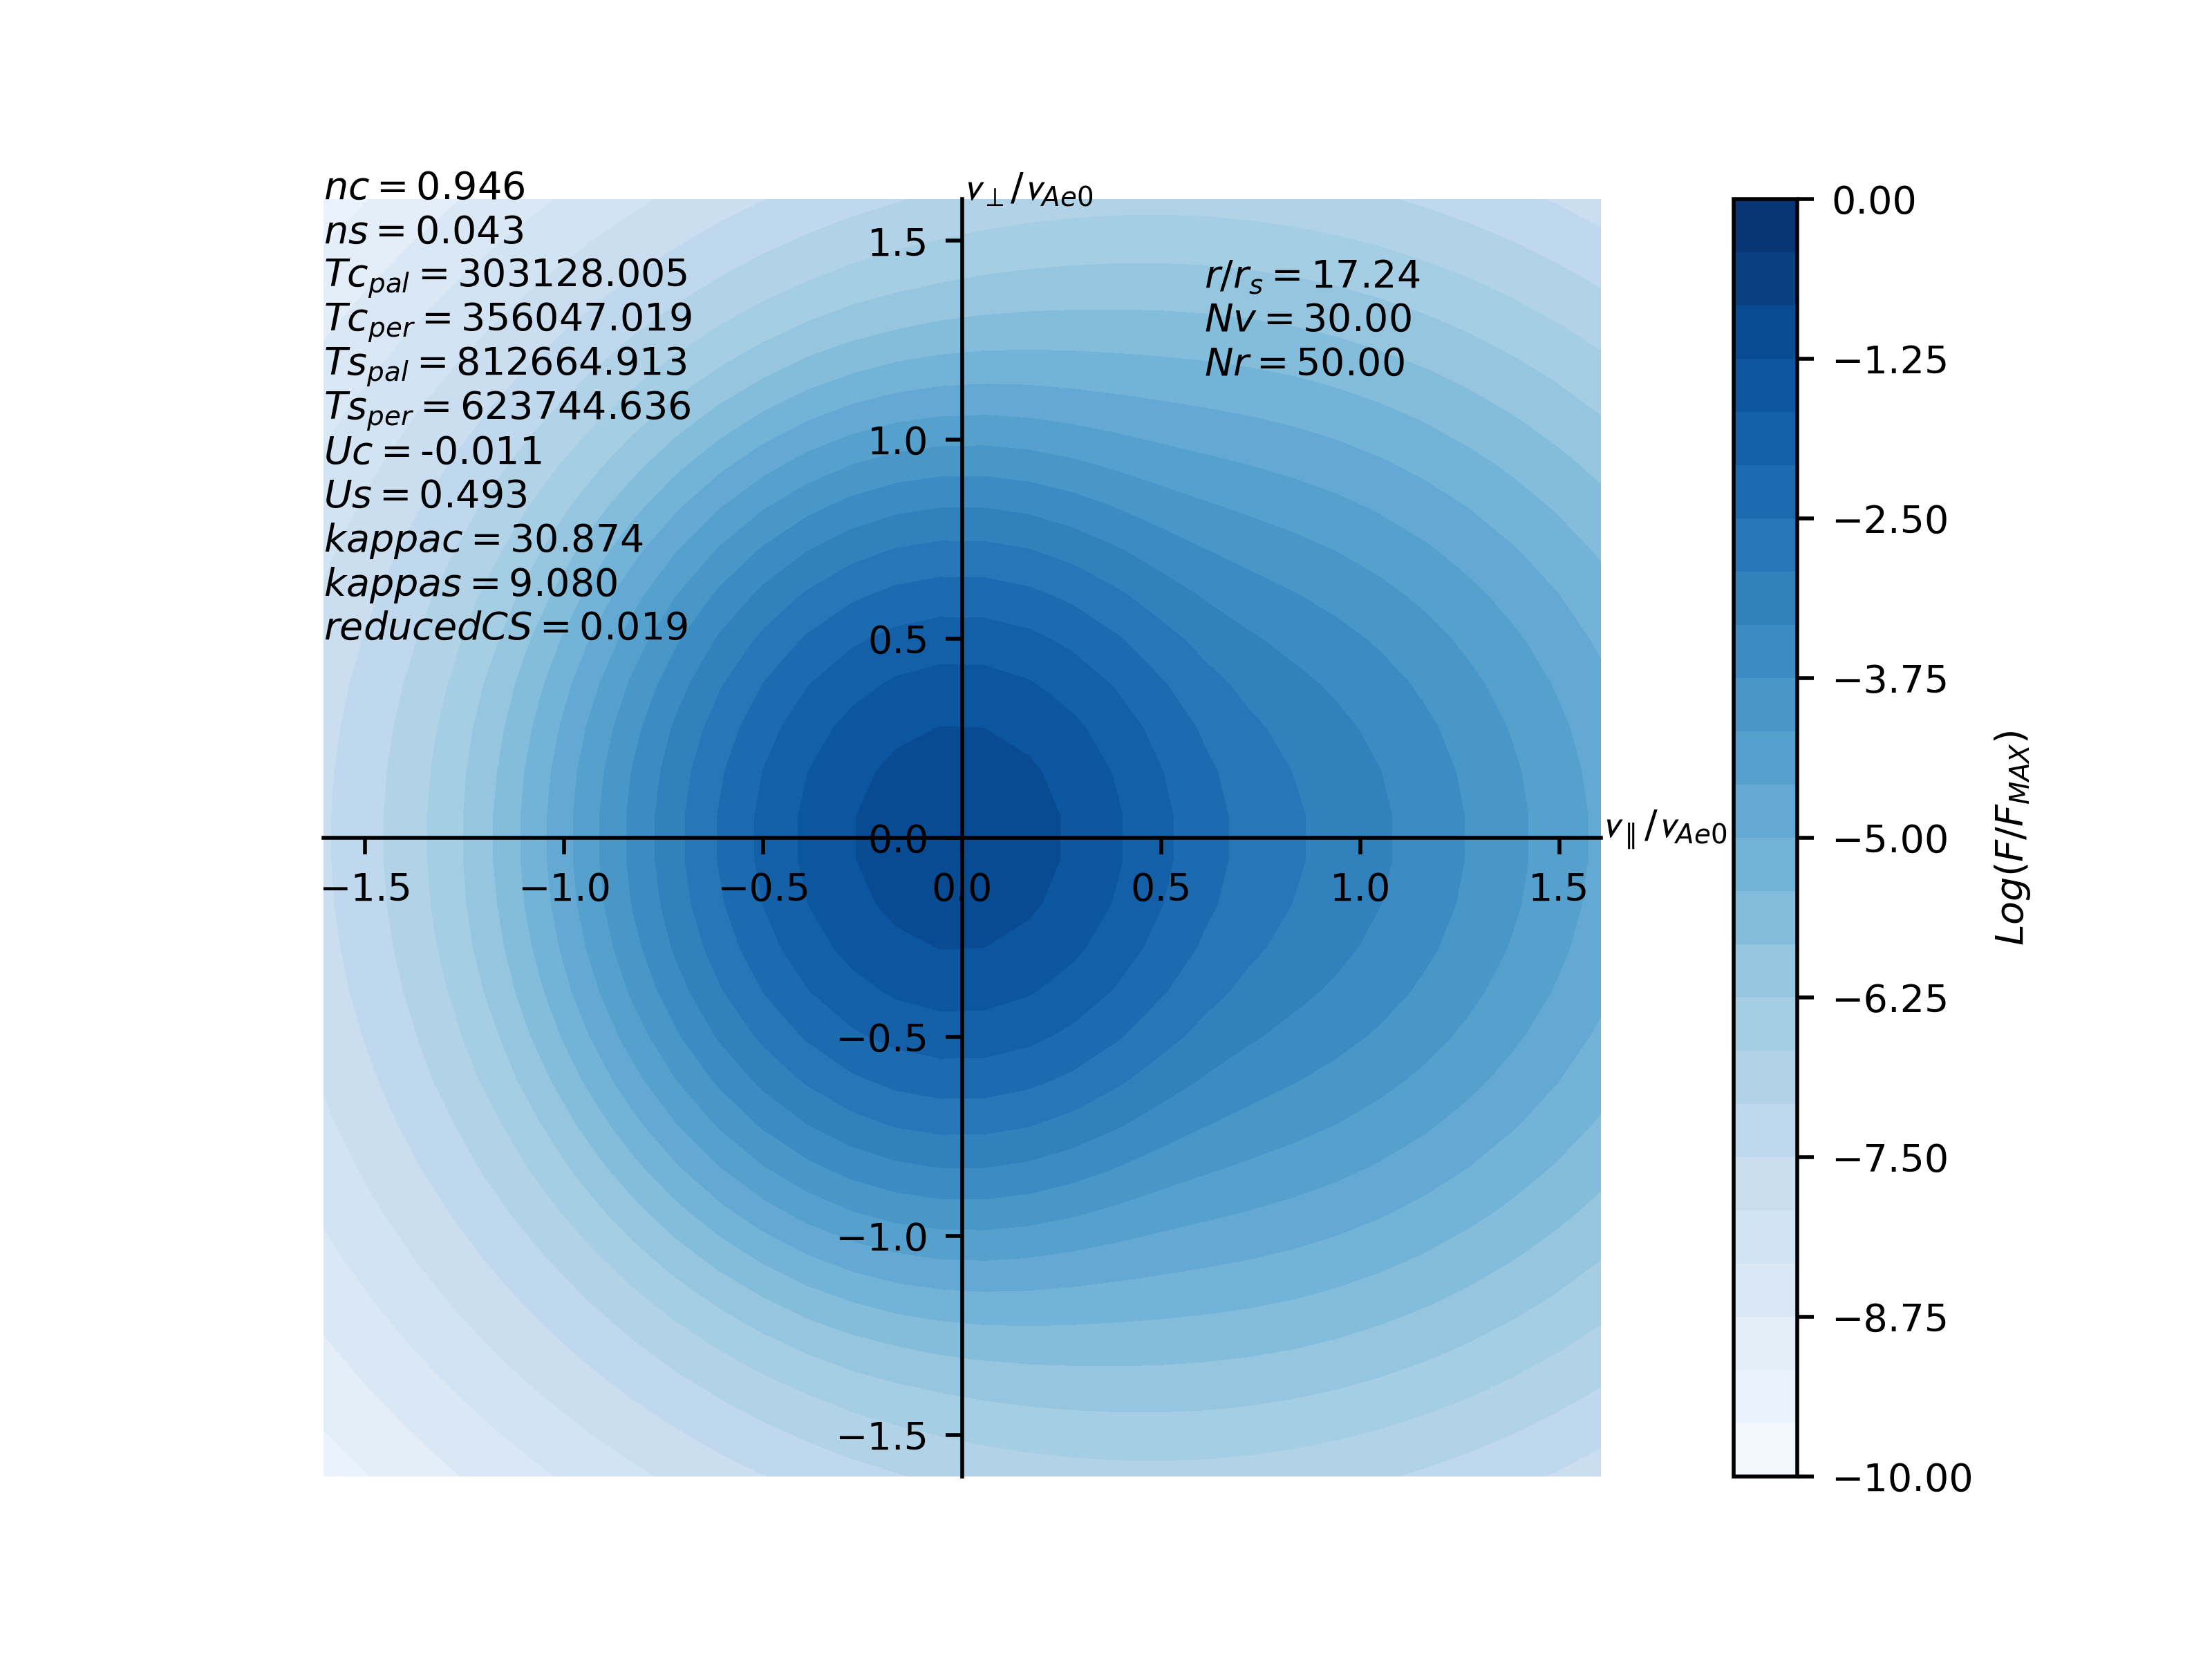 nc = 0.946
ns = 0.043
Tc_pal = 303128.005
Tc_per = 356047.019
Ts_pal = 812664.913
Ts_per = 623744.636
Uc = -0.011
Us = 0.493
kappac = 30.874
kappas = 9.080
reducedCS = 0.019
v⊥/v_Ae0
r/r_s = 17.24
Nv = 30.00
Nr = 50.00
1.5
1.0
0.5
0.0
−0.5
−1.0
−1.5
−1.5
−1.0
−0.5
0.0
0.5
1.0
1.5
v∥/v_Ae0
0.00
−1.25
−2.50
−3.75
−5.00
−6.25
−7.50
−8.75
−10.00
Log(F/F_MAX)